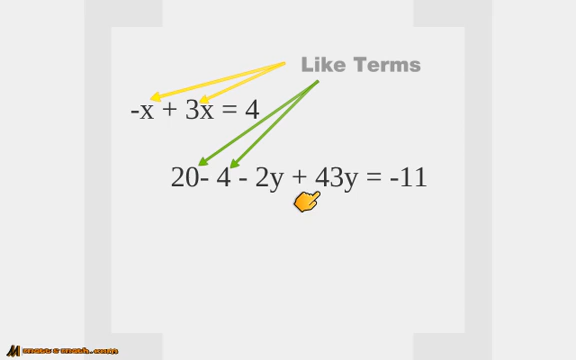 Like Terms
-x + 3x = 4
20- 4 - 2y + 43y = -11